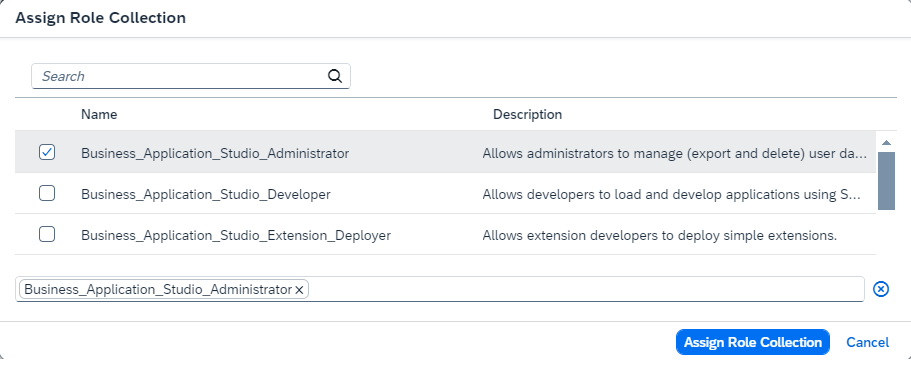 Assign Role Collection
Search
Name Description
Business_Application_Studio_Administrator Allows administrators to manage (export and delete) user da...
Business_Application_Studio_Developer Allows developers to load and develop applications using S...
Business_Application_Studio_Extension_Deployer Allows extension developers to deploy simple extensions.
Business_Application_Studio_Administrator
Assign Role Collection Cancel